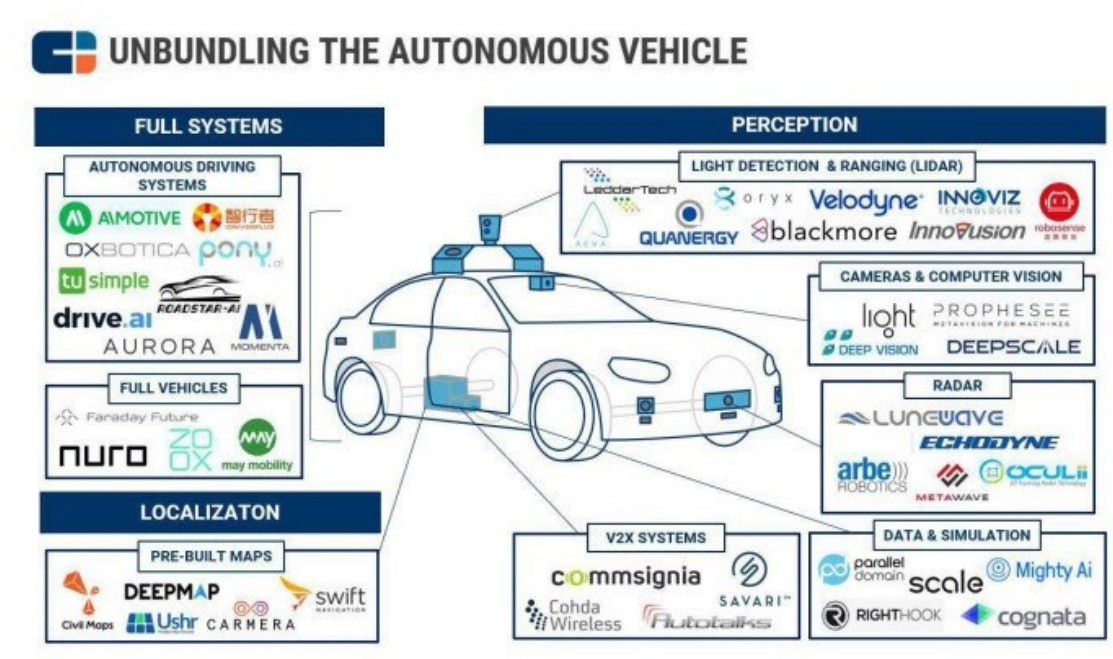 UNBUNDLING THE AUTONOMOUS VEHICLE
FULL SYSTEMS
AUTONOMOUS DRIVING
SYSTEMS
AIMOTIVE
智行者
OXBOTICA
pony.ai
tu simple
ROADSTAR.AI
drive.ai
MOMENTA
AURORA
FULL VEHICLES
Faraday Future
nuro
ZOOX
may
may mobility
LOCALIZATON
PRE-BUILT MAPS
Civil Maps
DEEPMAP
Ushr
CARMERA
swift
NAVIGATION
PERCEPTION
LIGHT DETECTION & RANGING (LIDAR)
LeddarTech
AEVA
QUANERGY
oryx
Velodyne
INNOVIZ
TECHNOLOGIES
blackmore
Innovusion
robosense
CAMERAS & COMPUTER VISION
light
PROPHESEE
METAVISION FOR MACHINES
DEEP VISION
DEEPSCALE
RADAR
LUNEWAVE
ECHODYNE
arbe
ROBOTICS
METAWAVE
OCULii
V2X SYSTEMS
commsignia
SAVARI™
Cohda
Wireless
Autotalks
DATA & SIMULATION
parallel
domain
scale
Mighty Ai
RIGHTHOOK
cognata